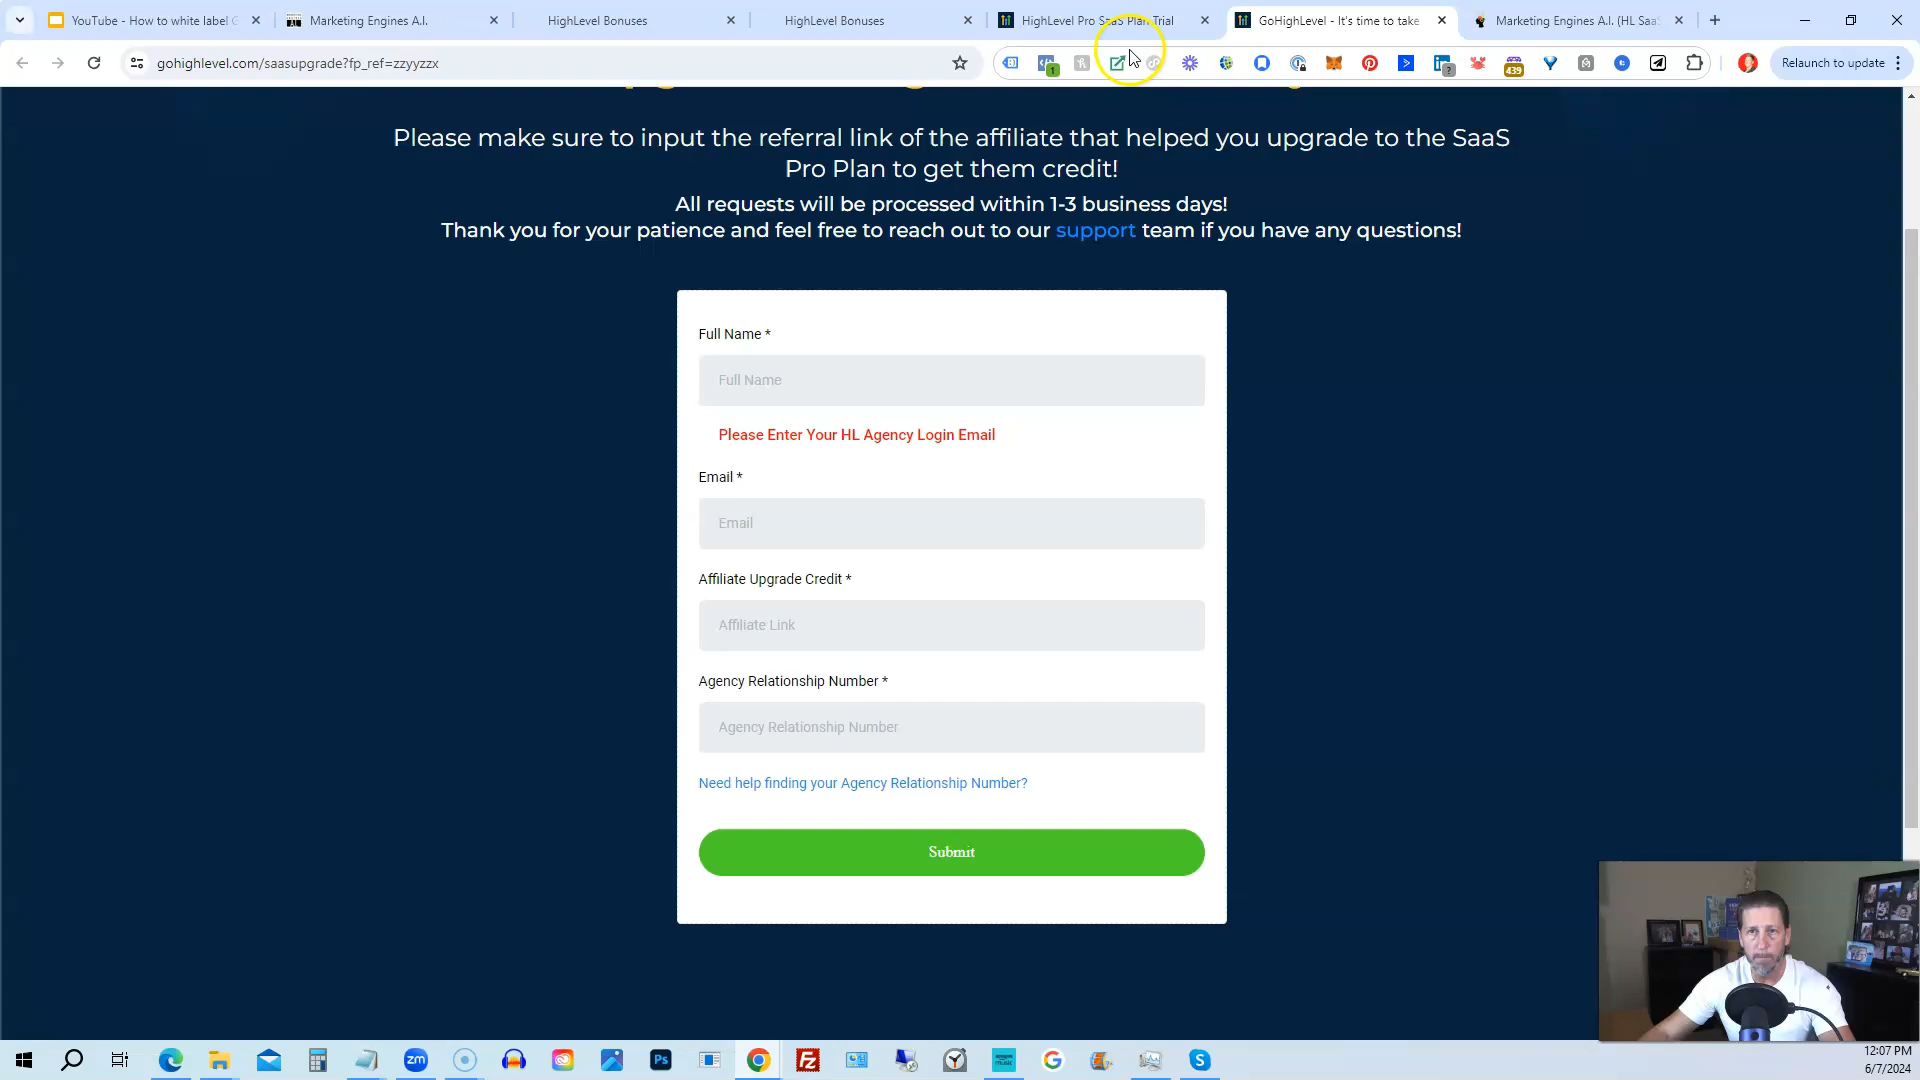 YouTube - How to white label G
Marketing Engines A.I.
HighLevel Bonuses
HighLevel Bonuses
HighLevel Pro SaaS Plan Trial
GoHighLevel - It's time to take
Marketing Engines A.I. (HL SaaS
gohighlevel.com/saasupgrade?fp_ref=zzyyzzx
1
439
Relaunch to update
Please make sure to input the referral link of the affiliate that helped you upgrade to the SaaS
Pro Plan to get them credit!
All requests will be processed within 1-3 business days!
Thank you for your patience and feel free to reach out to our support team if you have any questions!
Full Name *
Full Name
Please Enter Your HL Agency Login Email
Email *
Email
Affiliate Upgrade Credit *
Affiliate Link
Agency Relationship Number *
Agency Relationship Number
Need help finding your Agency Relationship Number?
Submit
zm
Ps
12:07 PM
6/7/2024